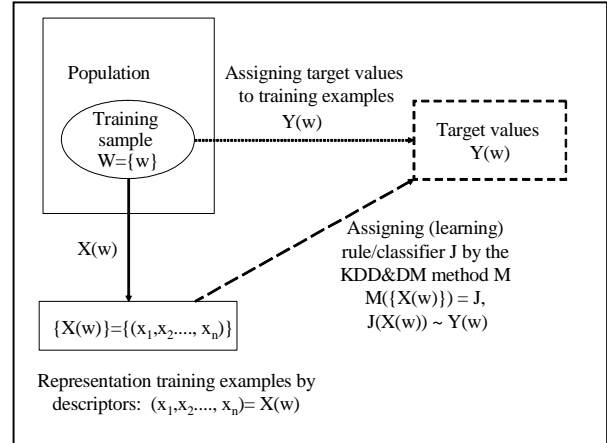 Population
Training
sample
W={w}
Assigning target values
to training examples
Y(w)
Target values
Y(w)
X(w)
Assigning (learning)
rule/classifier J by the
KDD&DM method M
M({X(w)}) = J,
J(X(w)) ~ Y(w)
{X(w)}={(x₁,x₂...., xₙ)}
Representation training examples by
descriptors: (x₁,x₂...., xₙ)= X(w)